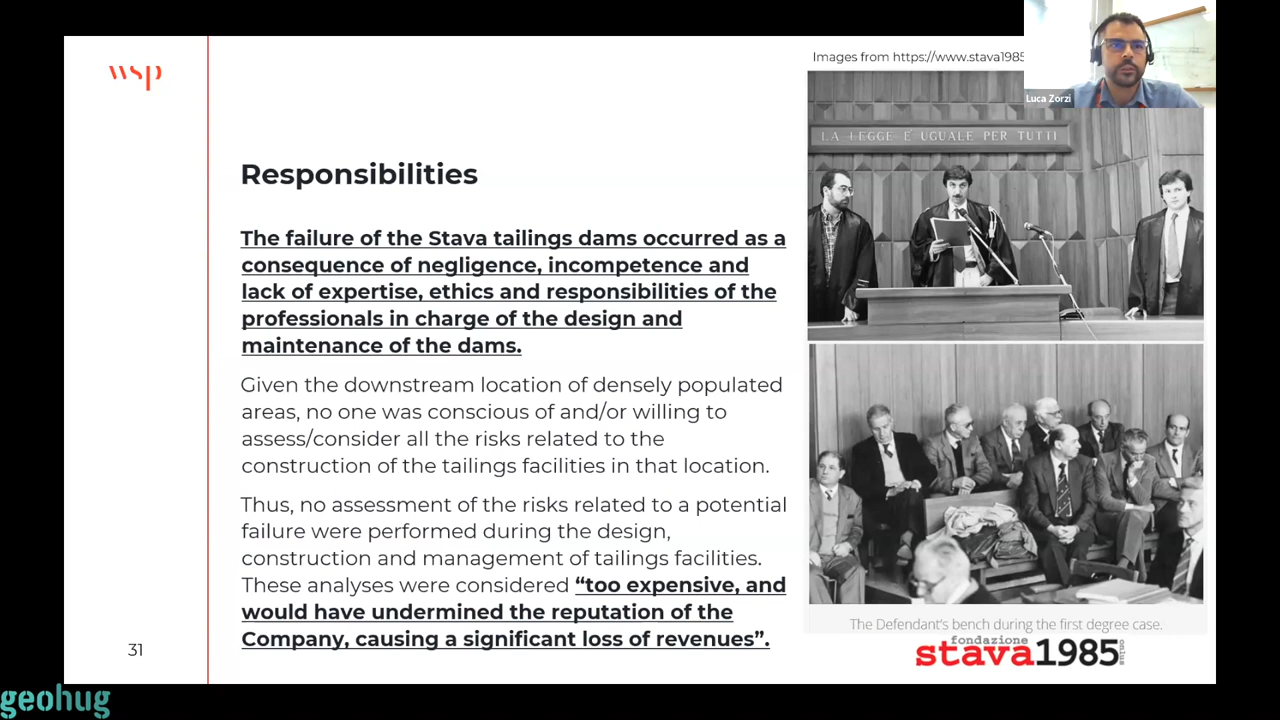 wsp
Images from https://www.stava1985
Luca Zorzi
LA LEGGE E' UGUALE PER TUTTI
Responsibilities
The failure of the Stava tailings dams occurred as a
consequence of negligence, incompetence and
lack of expertise, ethics and responsibilities of the
professionals in charge of the design and
maintenance of the dams.
Given the downstream location of densely populated
areas, no one was conscious of and/or willing to
assess/consider all the risks related to the
construction of the tailings facilities in that location.
Thus, no assessment of the risks related to a potential
failure were performed during the design,
construction and management of tailings facilities.
These analyses were considered “too expensive, and
would have undermined the reputation of the
Company, causing a significant loss of revenues”.
The Defendant's bench during the first degree case.
fondazione
stava1985
onlus
31
geohug